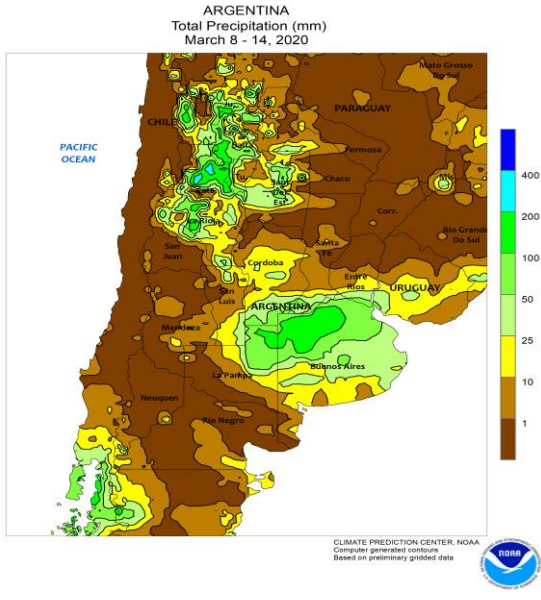 ARGENTINA
Total Precipitation (mm)
March 8 - 14, 2020
Mato Grosso
Do Sul
PARAGUAY
CHILE
PACIFIC
OCEAN
Formosa
Chaco
Mis.
Corr.
La Rioja
Rio Grande
Do Sul
San
Juan
Santa
Fe
Cordoba
Entre
Rios
URUGUAY
San
Luis
ARGENTINA
Mendoza
Buenos Aires
La Pampa
Neuquen
Rio Negro
400
200
100
50
25
10
1
CLIMATE PREDICTION CENTER, NOAA
Computer generated contours
Based on preliminary gridded data
NOAA